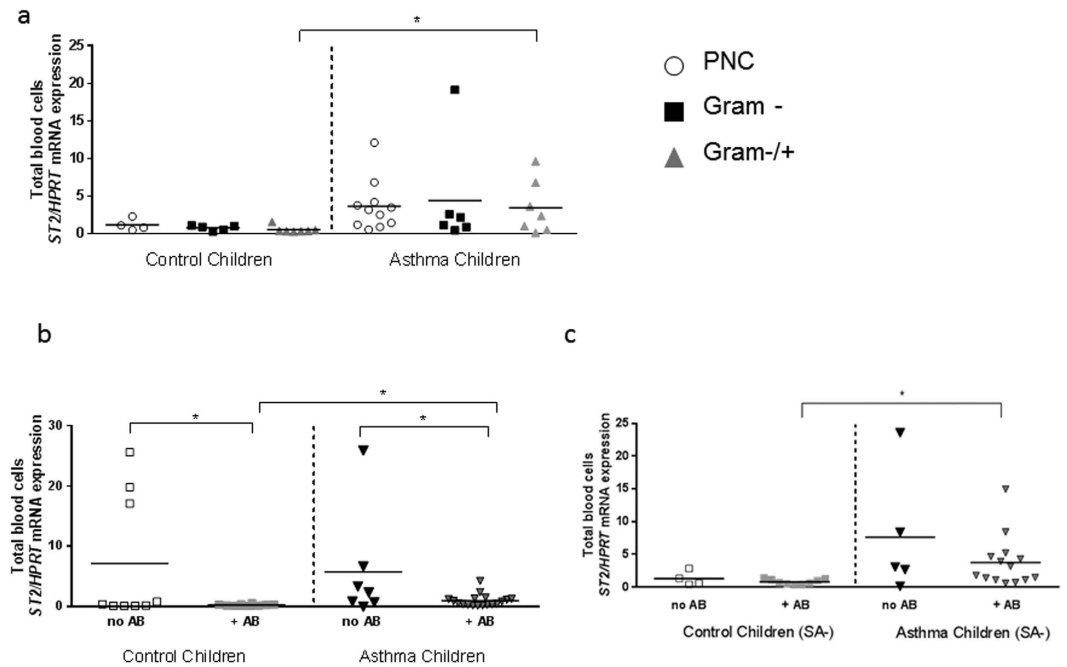 a
*
Total blood cells
ST2/HPRT mRNA expression
25
20
15
10
5
0
Control Children
Asthma Children
PNC
Gram -
Gram-/+
b
*
*
*
Total blood cells
ST2/HPRT mRNA expression
30
20
10
0
no AB
+ AB
no AB
+ AB
Control Children
Asthma Children
c
*
Total blood cells
ST2/HPRT mRNA expression
25
20
15
10
5
0
no AB
+ AB
no AB
+ AB
Control Children (SA-)
Asthma Children (SA-)